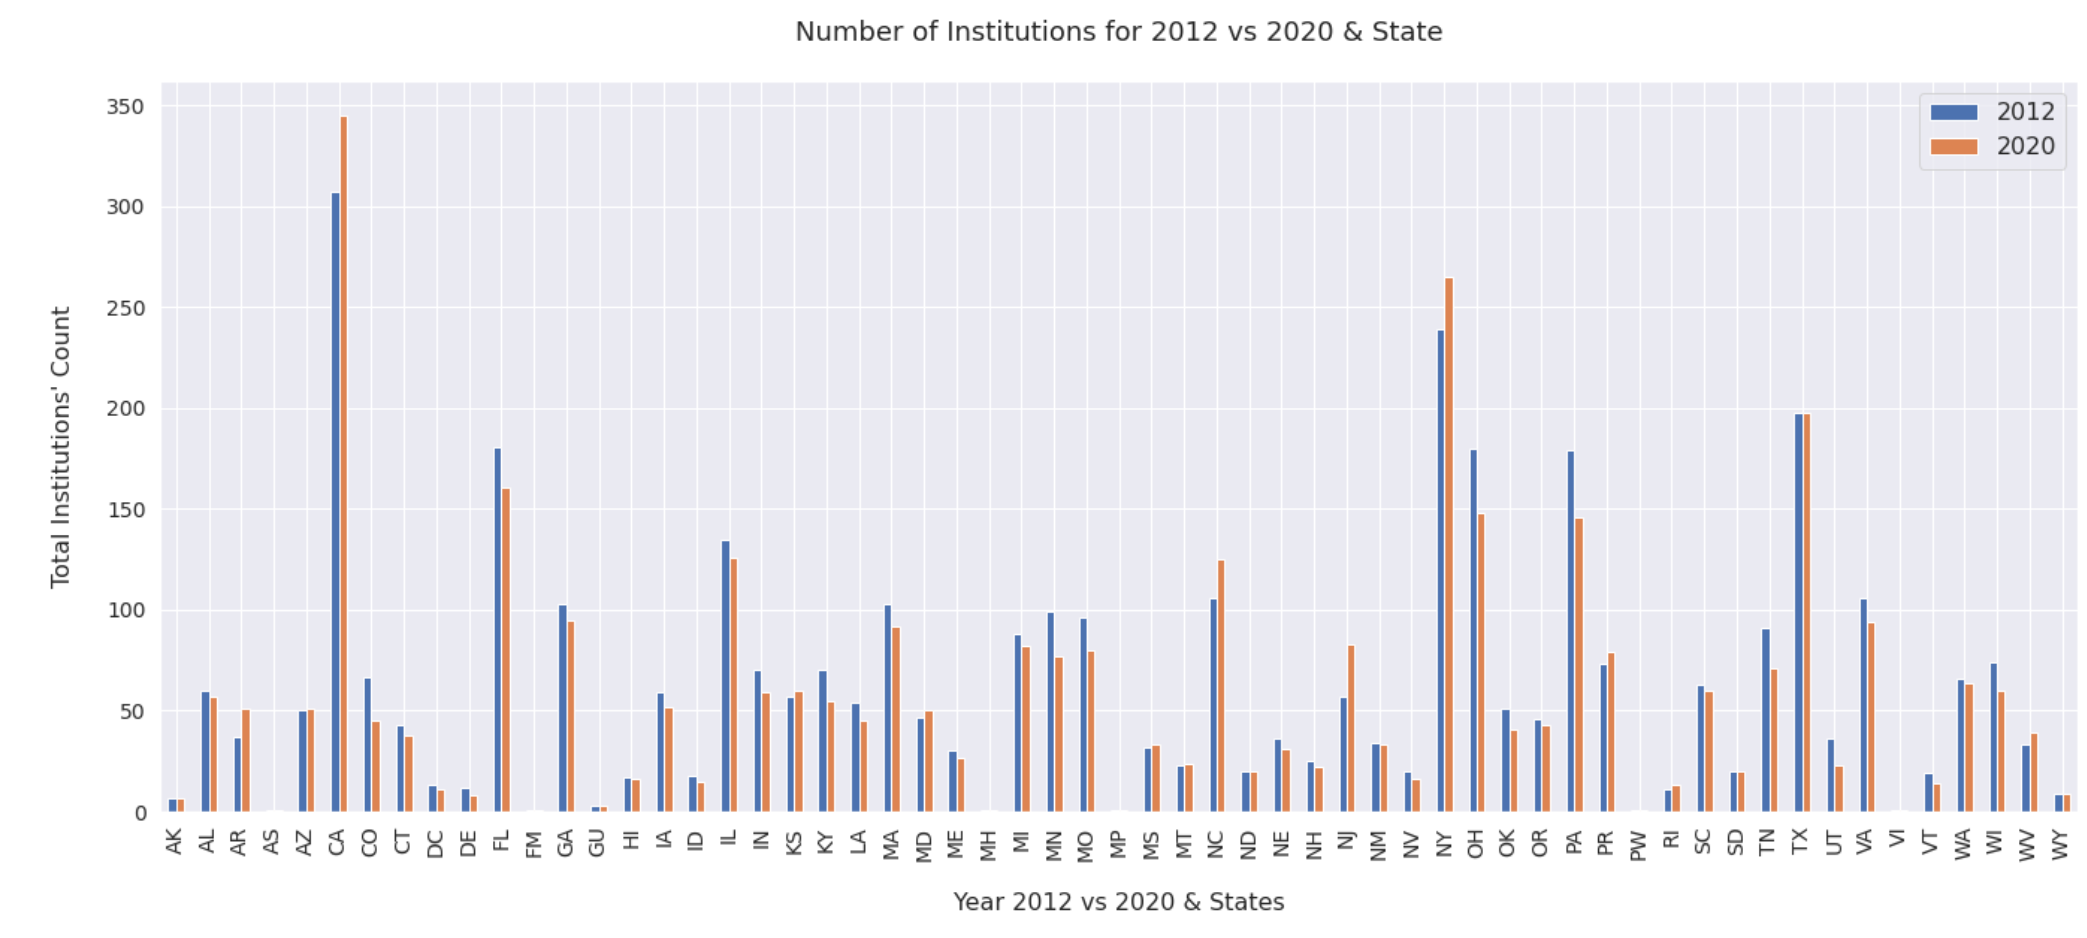 Number of Institutions for 2012 vs 2020 & State
350
300
250
200
150
100
50
0
Total Institutions' Count
2012
2020
AK AL AR AS AZ CA CO CT DC DE FL FM GA GU HI IA ID IL IN KS KY LA MA MD ME MH MI MN MO MP MS MT NC ND NE NH NJ NM NV NY OH OK OR PA PR PW RI SC SD TN TX UT VA VI VT WA WI WV WY
Year 2012 vs 2020 & States